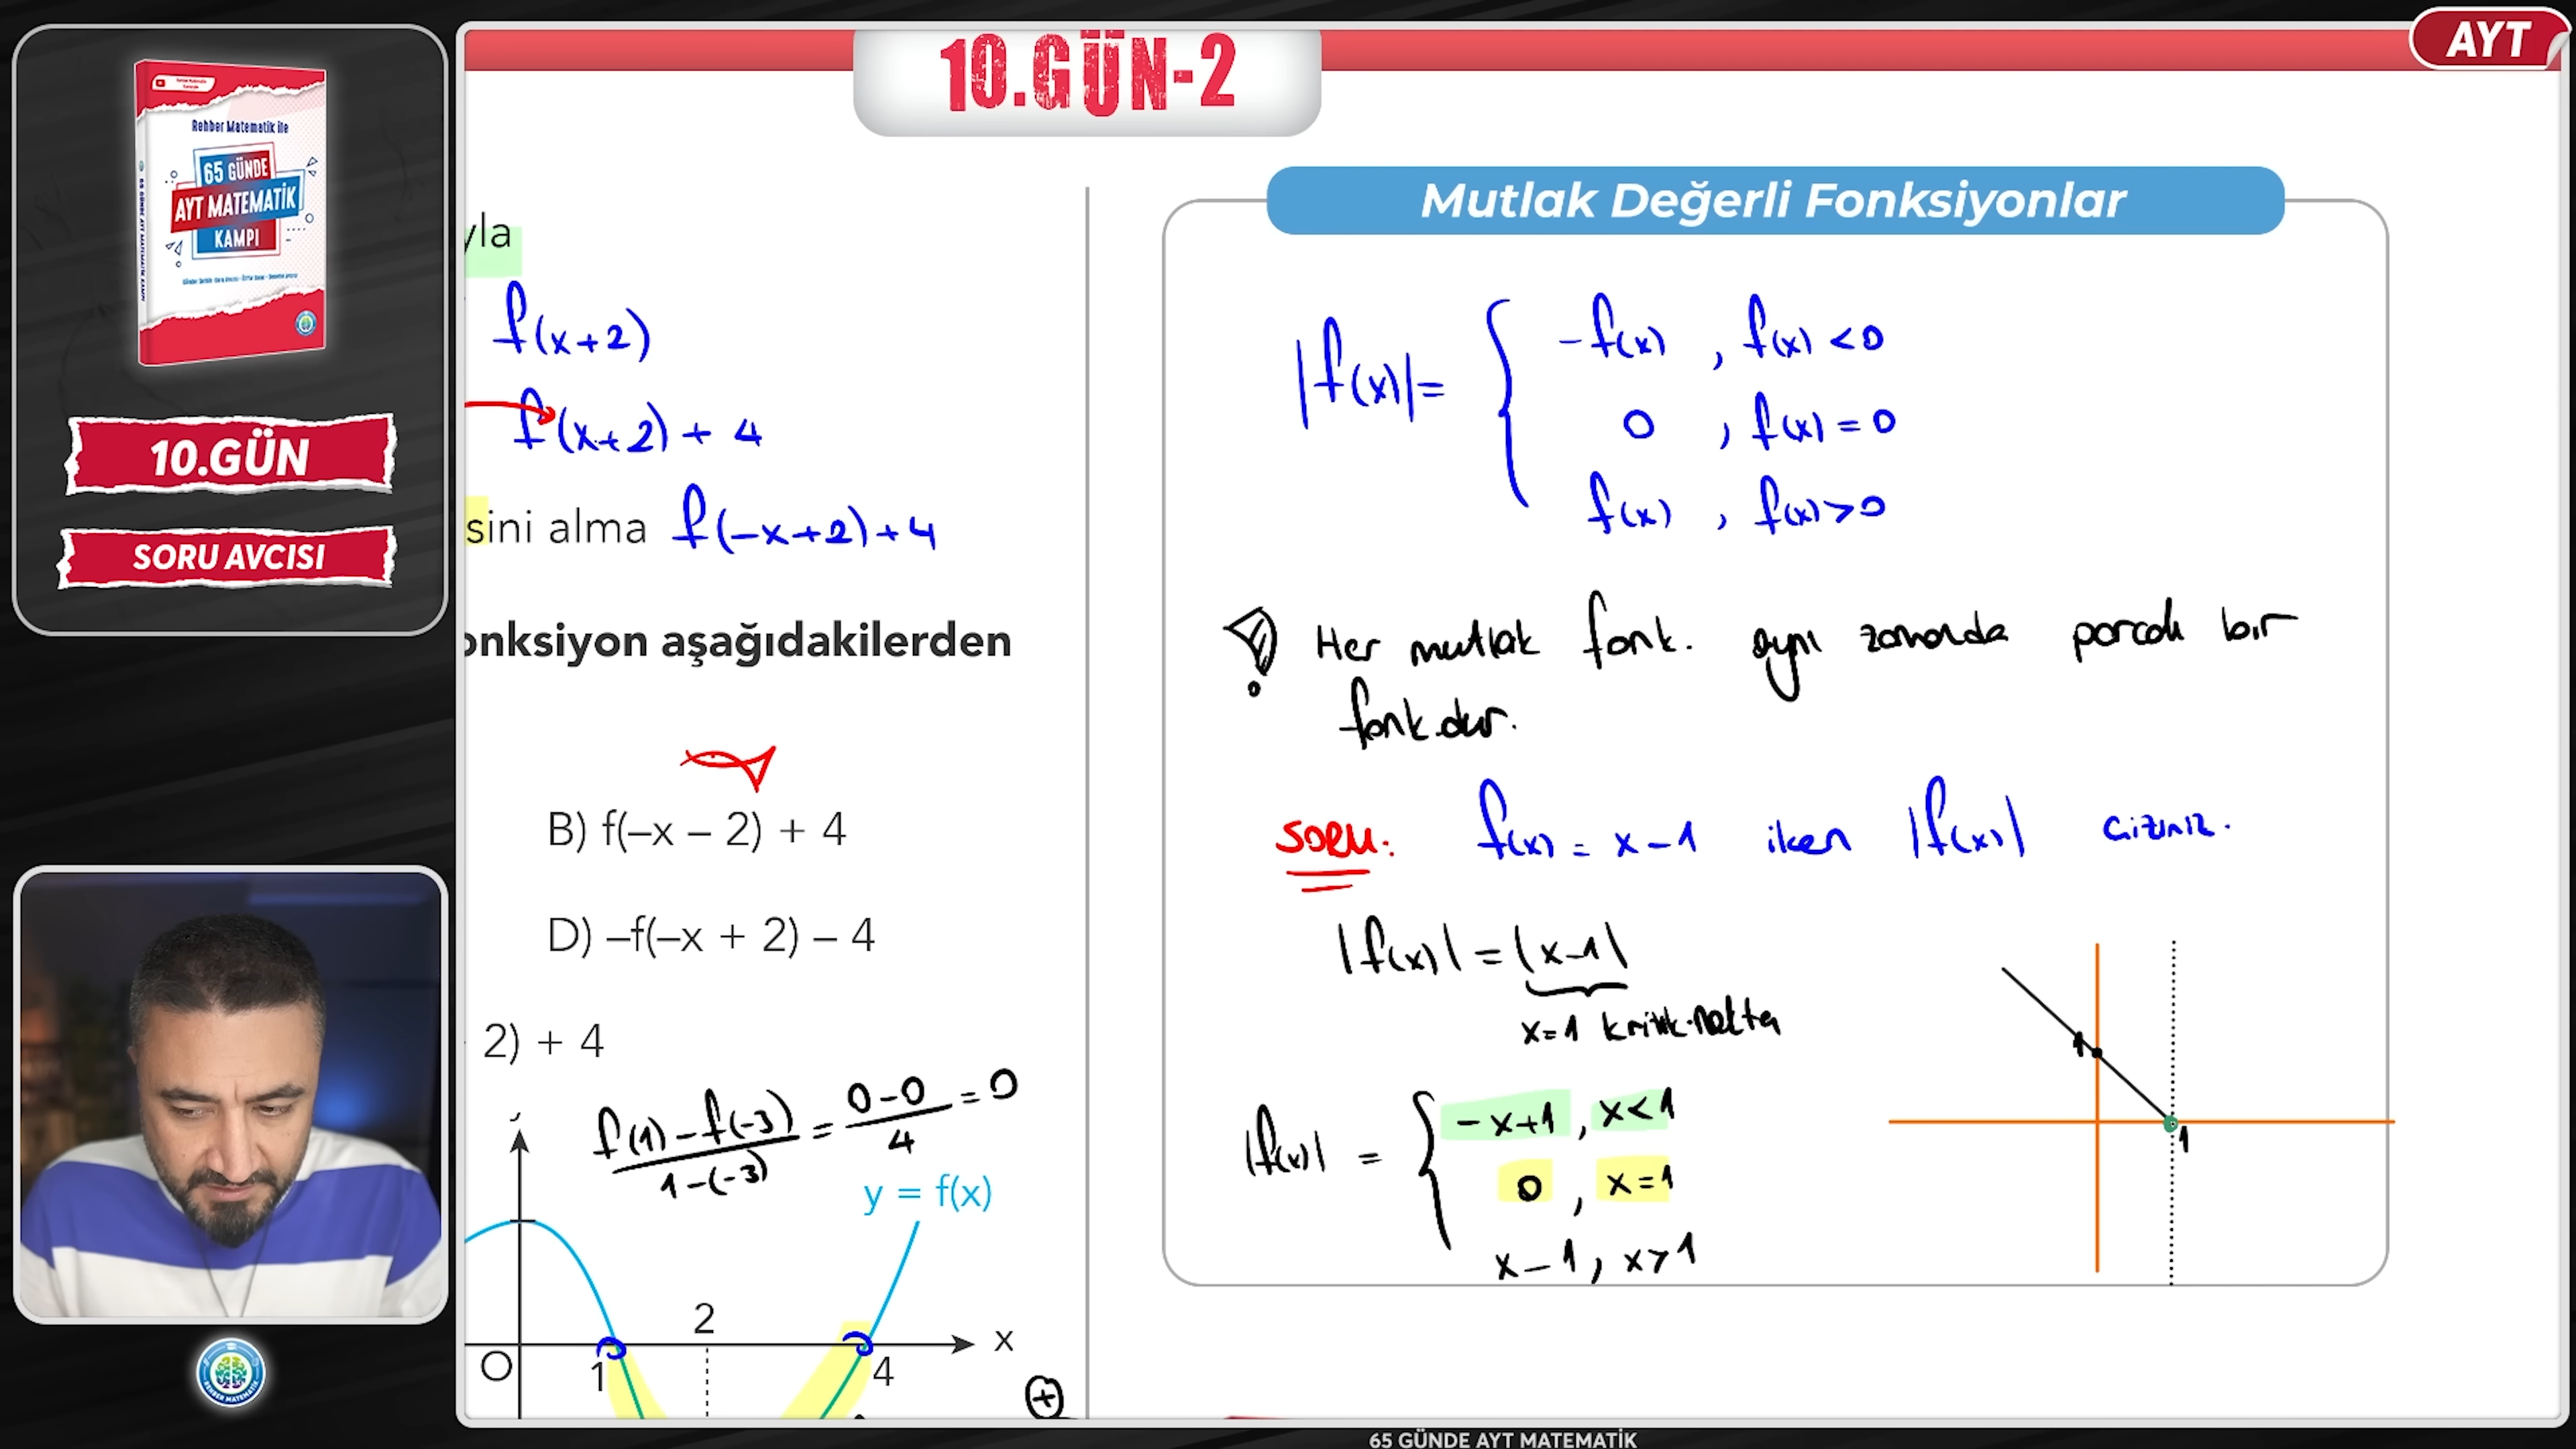 10.GÜN-2
AYT
Rehber Matematik ile
65 GÜNDE
AYT MATEMATİK
KAMPI
10.GÜN
SORU AVCISI
yla
f(x+2)
f(x+2) + 4
sini alma f(-x+2)+4
onksiyon aşağıdakilerden
B) f(–x – 2) + 4
D) –f(–x + 2) – 4
2) + 4
f(1)-f(-3) / 1-(-3) = 0-0 / 4 = 0
y = f(x)
2
O 1 4 x
+
Mutlak Değerli Fonksiyonlar
|f(x)|= { -f(x) , f(x) <0
0 , f(x) = 0
f(x) , f(x)>0
Her mutlak fonk. aynı zamanda parçalı bir
fonk.dur.
SORU: f(x) = x-1 iken |f(x)| çiziniz.
|f(x)| = |x-1|
x=1 kritik nokta
|f(x)| = { -x+1 , x<1
0 , x=1
x-1 , x>1
1
1
REHBER MATEMATİK
65 GÜNDE AYT MATEMATİK